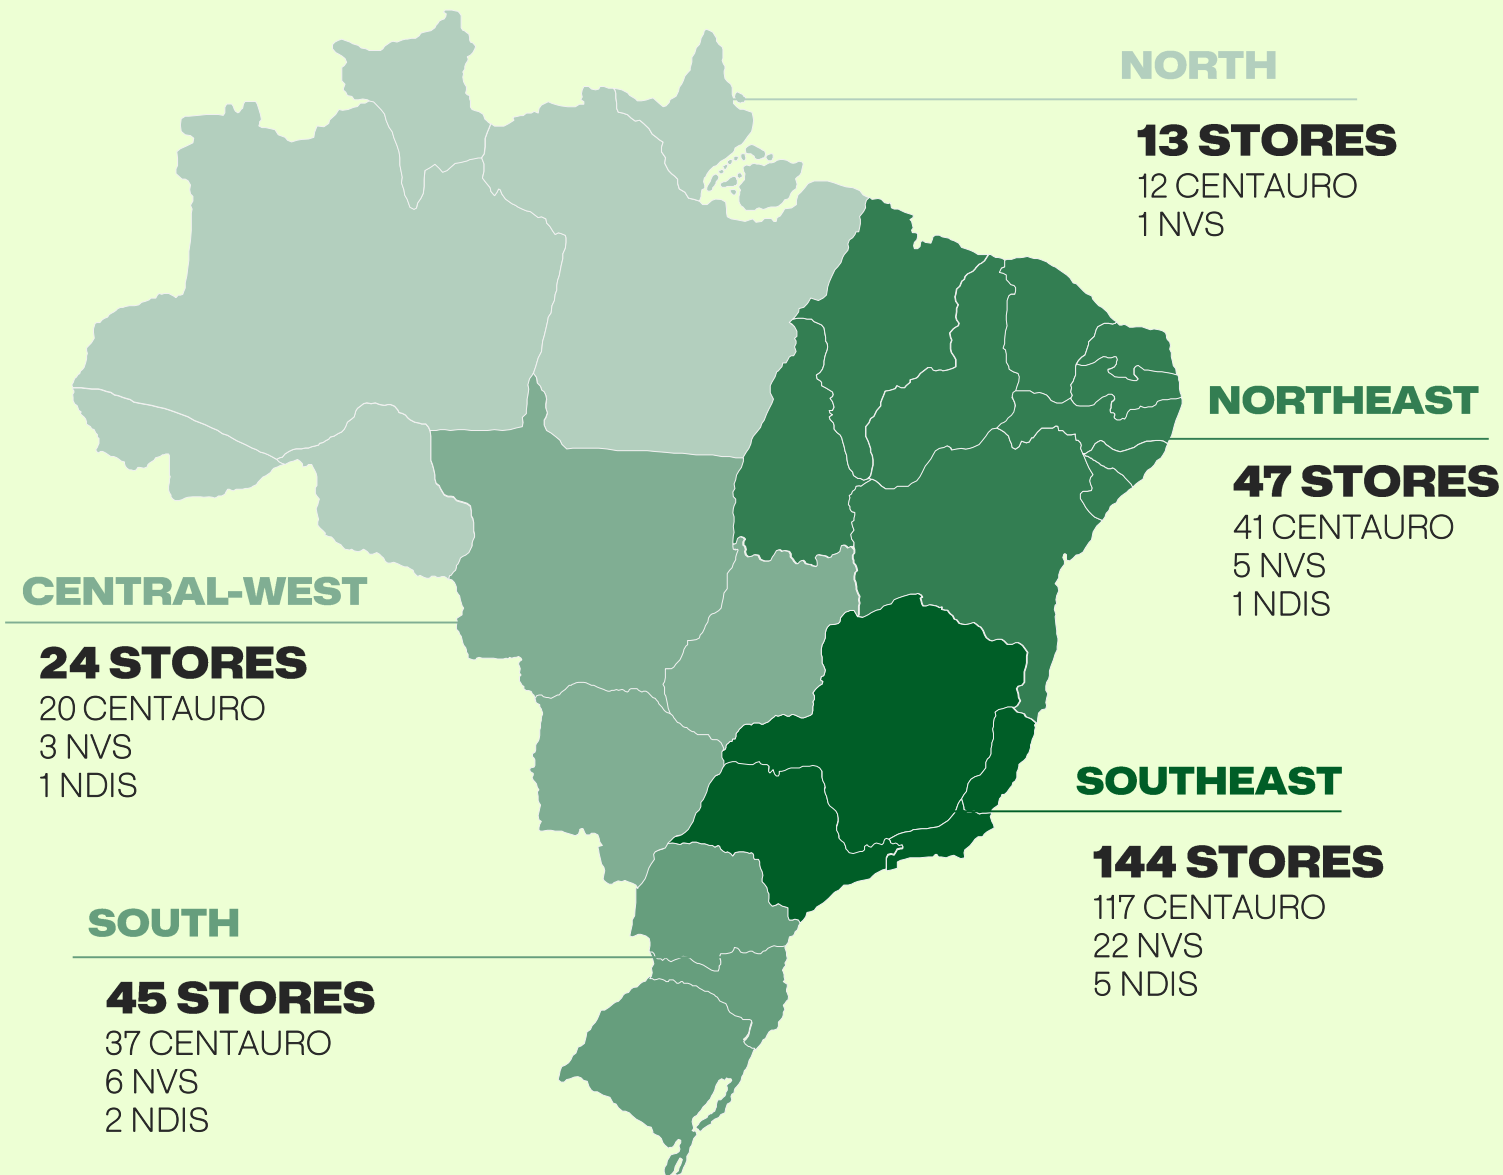 NORTH
13 STORES
12 CENTAURO
1 NVS
NORTHEAST
47 STORES
41 CENTAURO
5 NVS
1 NDIS
CENTRAL-WEST
24 STORES
20 CENTAURO
3 NVS
1 NDIS
SOUTHEAST
144 STORES
117 CENTAURO
22 NVS
5 NDIS
SOUTH
45 STORES
37 CENTAURO
6 NVS
2 NDIS